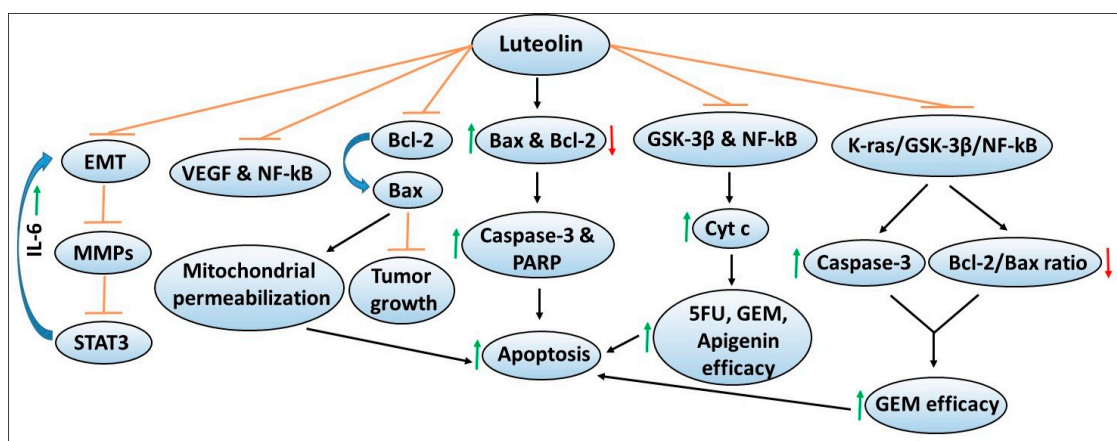 Luteolin
EMT
VEGF & NF-kB
Bcl-2
Bax & Bcl-2
GSK-3β & NF-kB
K-ras/GSK-3β/NF-kB
IL-6
Bax
MMPs
Mitochondrial
permeabilization
Tumor
growth
Caspase-3 &
PARP
Cyt c
Caspase-3
Bcl-2/Bax ratio
STAT3
Apoptosis
5FU, GEM,
Apigenin
efficacy
GEM efficacy